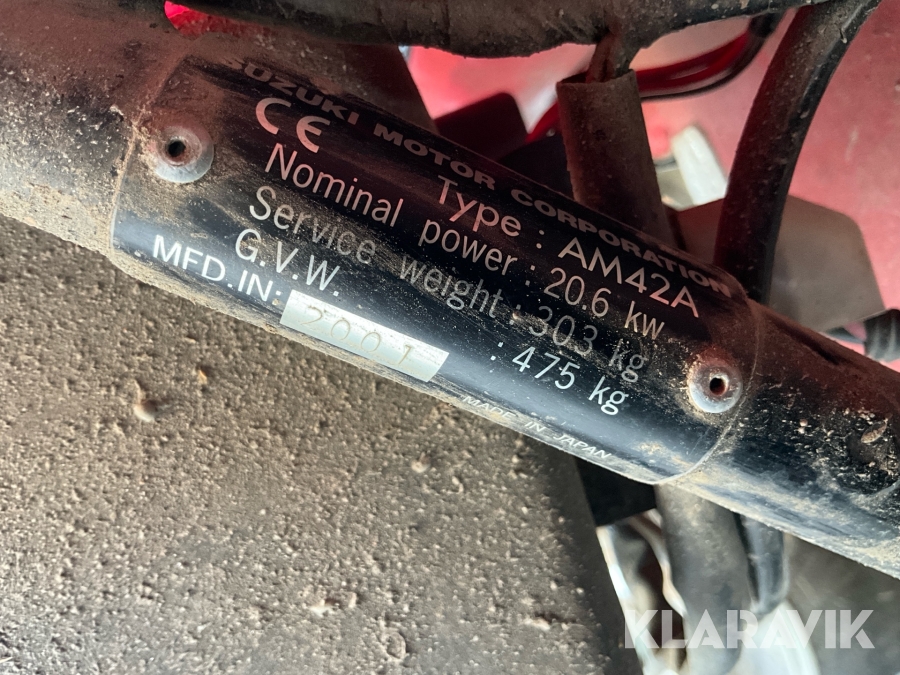 SUZUKI MOTOR CORPORATION
CE
Type : AM42A
Nominal power : 20.6 kw
Service weight : 303 kg
G.V.W. : 475 kg
MFD.IN: 2001
MADE IN JAPAN
KLARAVIK